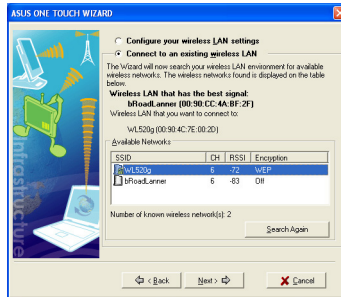 ASUS ONE TOUCH WIZARD
Configure your wireless LAN settings
Connect to an existing wireless LAN
The Wizard will now search your wireless LAN environment for available
wireless networks. The wireless networks found is displayed on the table
below.
Wireless LAN that has the best signal:
bRoadLanner (00:90:CC:4A:BF:2F)
Wireless LAN that you want to connect to:
WL520g (00:90:4C:7E:00:2D)
Available Networks
SSID CH RSSI Encryption
WL520g 6 -72 WEP
bRoadLanner 6 -83 Off
Number of known wireless network(s): 2
Search Again
Infrastructure
< Back
Next >
Cancel